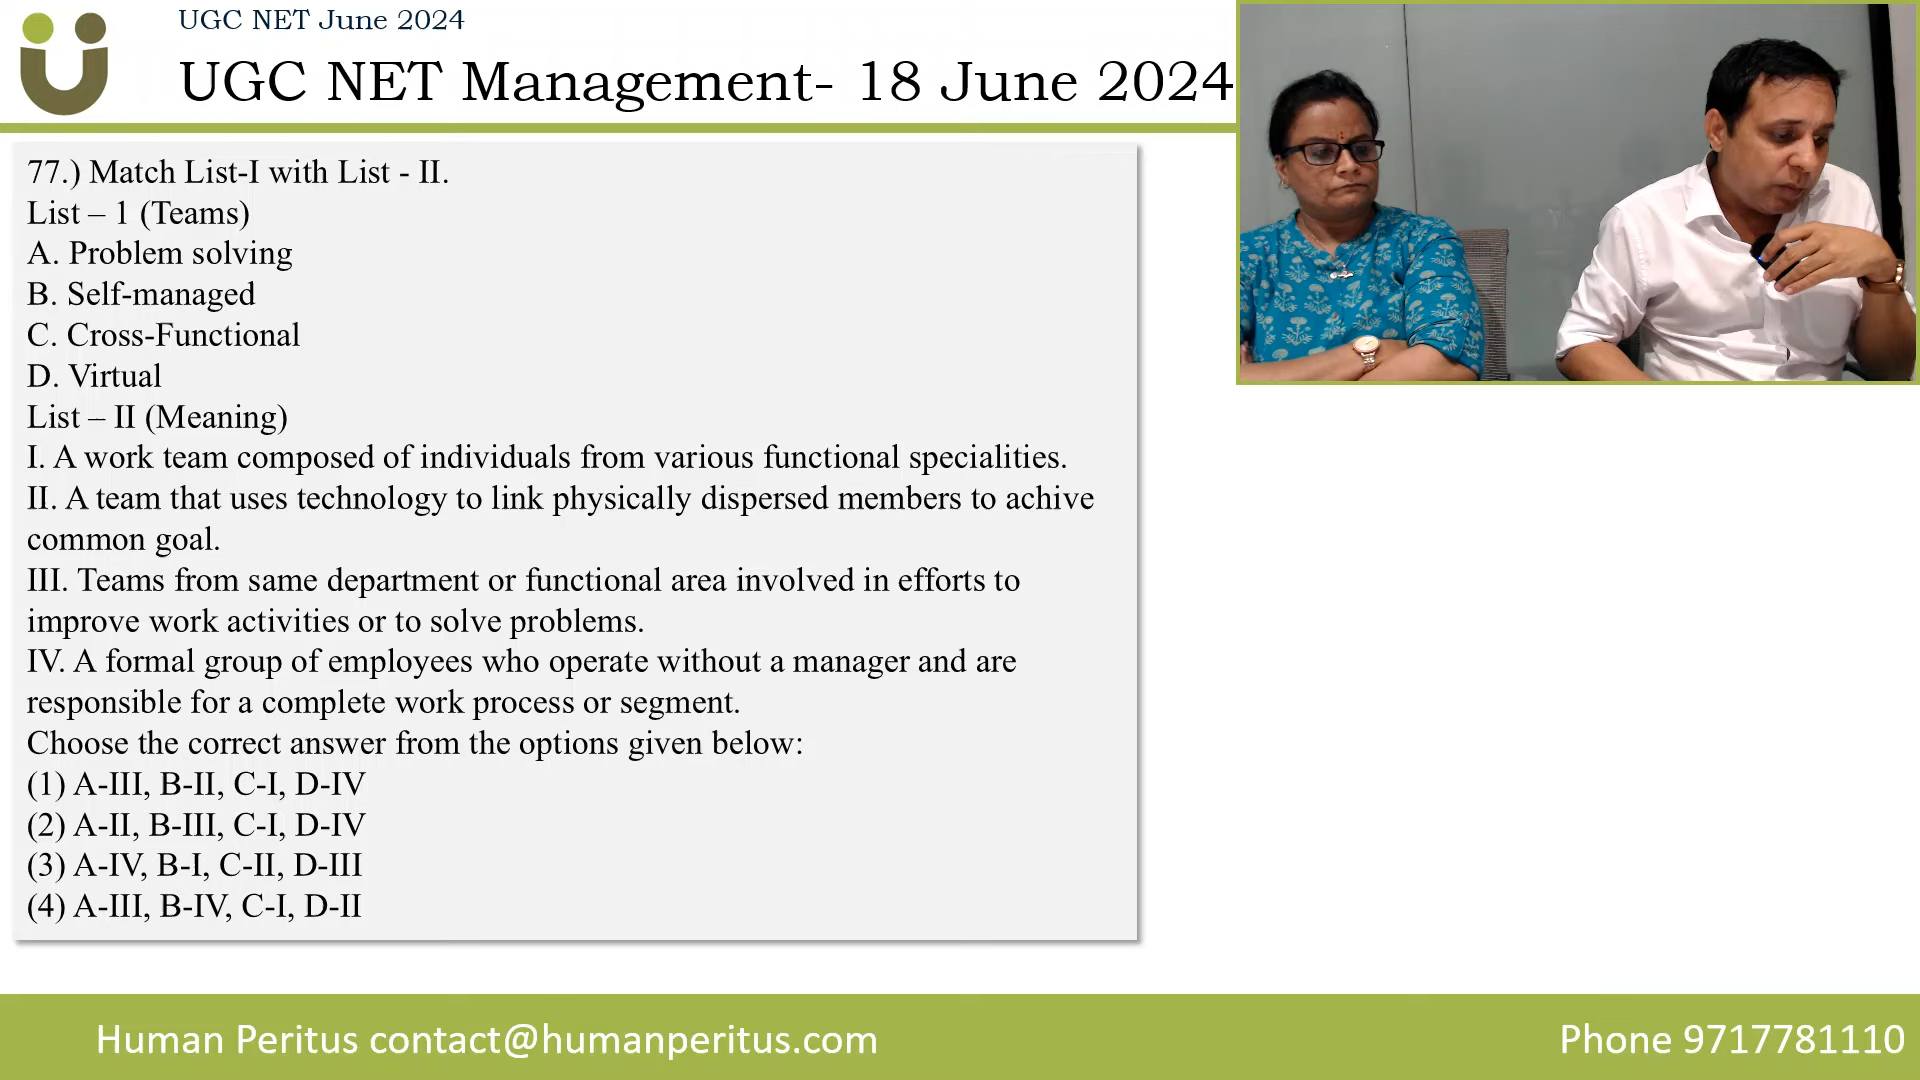 UGC NET June 2024
UGC NET Management- 18 June 2024
77.) Match List-I with List - II.
List – 1 (Teams)
A. Problem solving
B. Self-managed
C. Cross-Functional
D. Virtual
List – II (Meaning)
I. A work team composed of individuals from various functional specialities.
II. A team that uses technology to link physically dispersed members to achive
common goal.
III. Teams from same department or functional area involved in efforts to
improve work activities or to solve problems.
IV. A formal group of employees who operate without a manager and are
responsible for a complete work process or segment.
Choose the correct answer from the options given below:
(1) A-III, B-II, C-I, D-IV
(2) A-II, B-III, C-I, D-IV
(3) A-IV, B-I, C-II, D-III
(4) A-III, B-IV, C-I, D-II
Human Peritus contact@humanperitus.com
Phone 9717781110